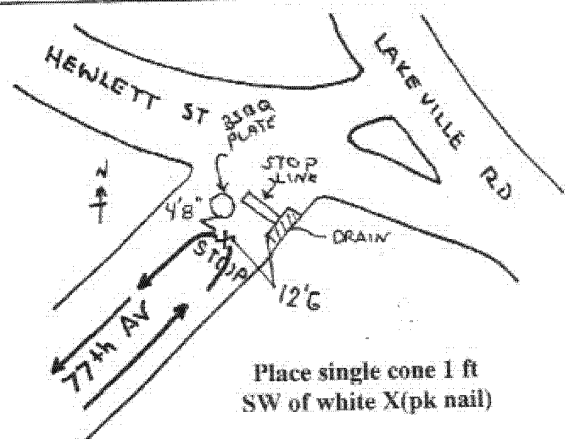 HEWLETT ST
LAKEVILLE RD
BSBQ
PLATE
STOP
LINE
N
4'8"
DRAIN
STOP
12'6
77th AV
Place single cone 1 ft
SW of white X(pk nail)